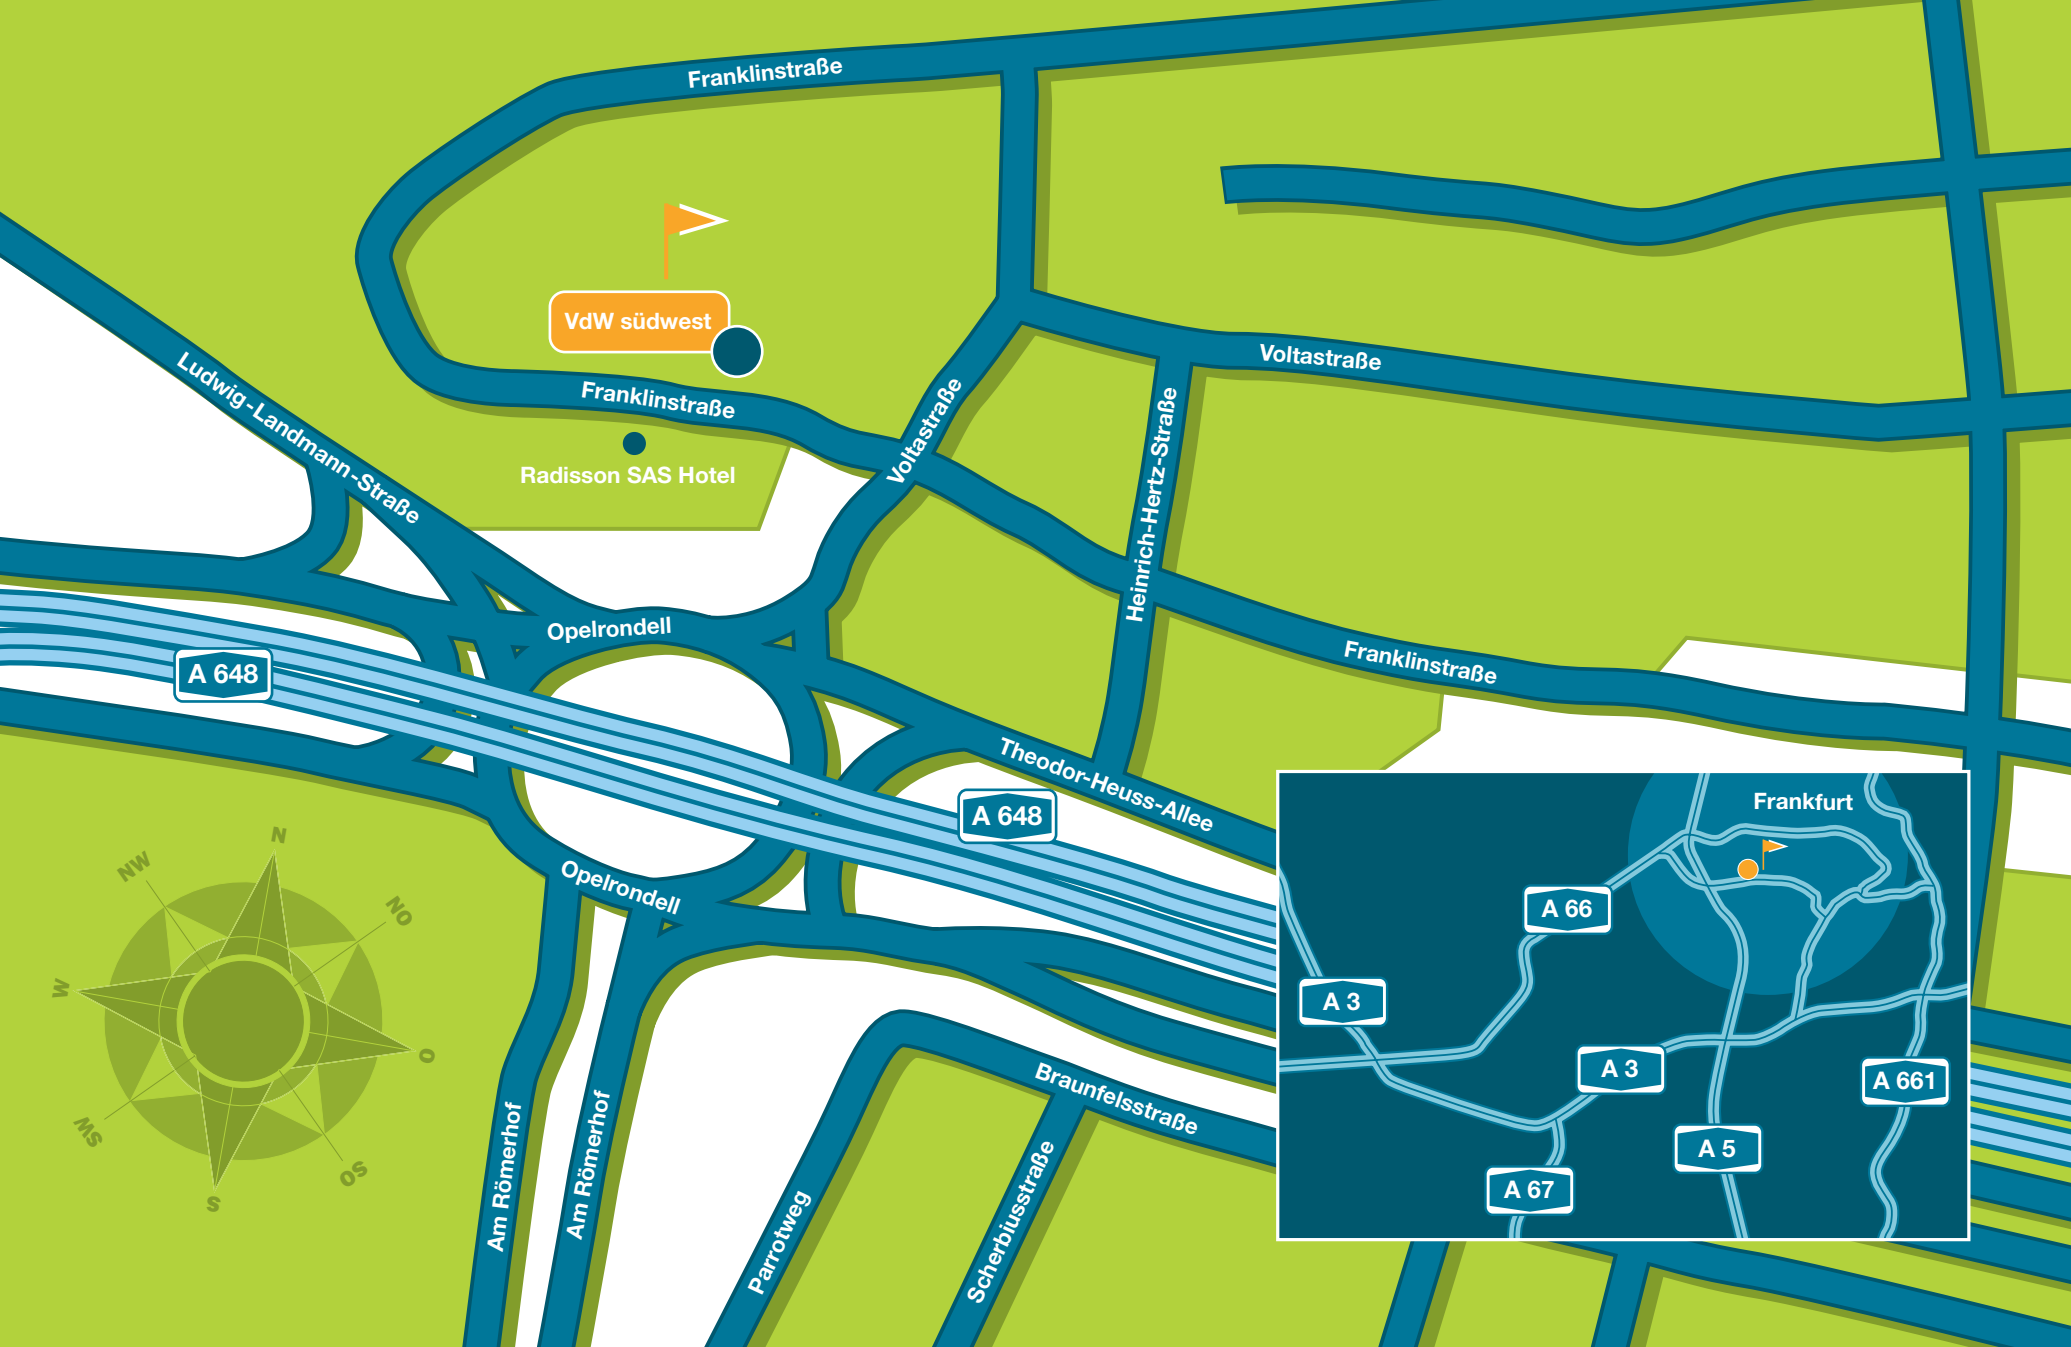 Franklinstraße
VdW südwest
Franklinstraße
Radisson SAS Hotel
Voltastraße
Voltastraße
Heinrich-Hertz-Straße
Ludwig-Landmann-Straße
Opelrondell
Franklinstraße
A 648
Theodor-Heuss-Allee
A 648
Opelrondell
N
NO
O
SO
S
SW
W
NW
Am Römerhof
Am Römerhof
Parrotweg
Scherbiusstraße
Braunfelsstraße
Frankfurt
A 66
A 3
A 3
A 661
A 5
A 67